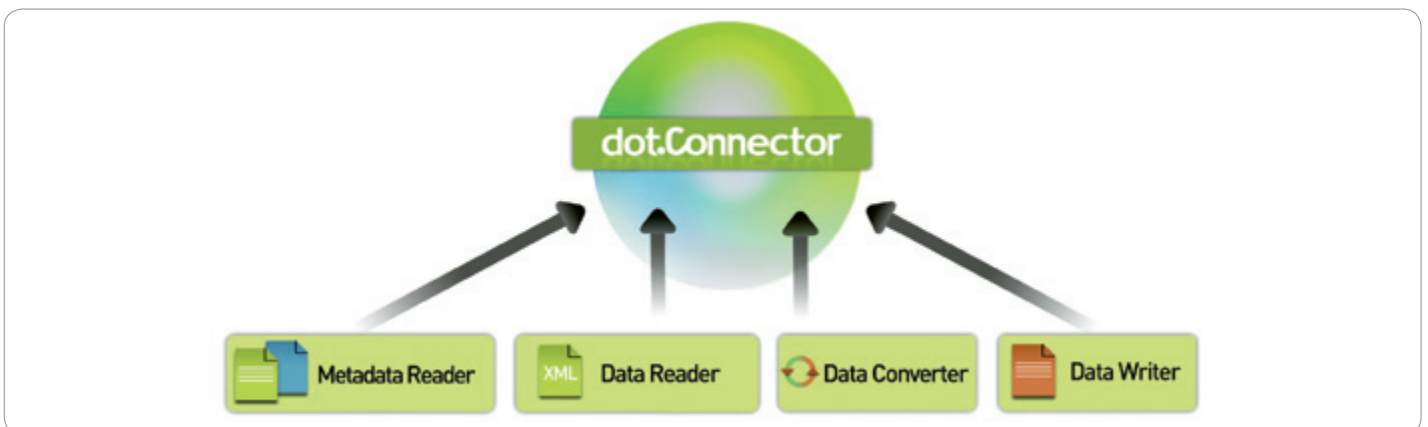 dot.Connector
Metadata Reader
XML
Data Reader
Data Converter
Data Writer